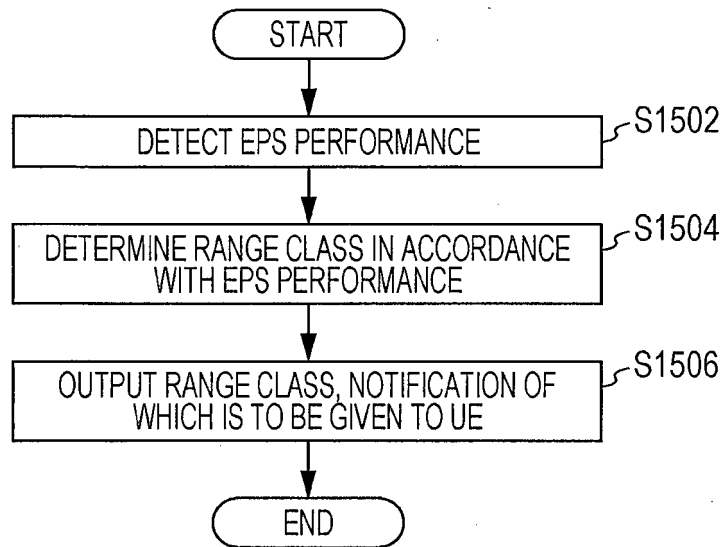 START
DETECT EPS PERFORMANCE
S1502
DETERMINE RANGE CLASS IN ACCORDANCE
WITH EPS PERFORMANCE
S1504
OUTPUT RANGE CLASS, NOTIFICATION OF
WHICH IS TO BE GIVEN TO UE
S1506
END